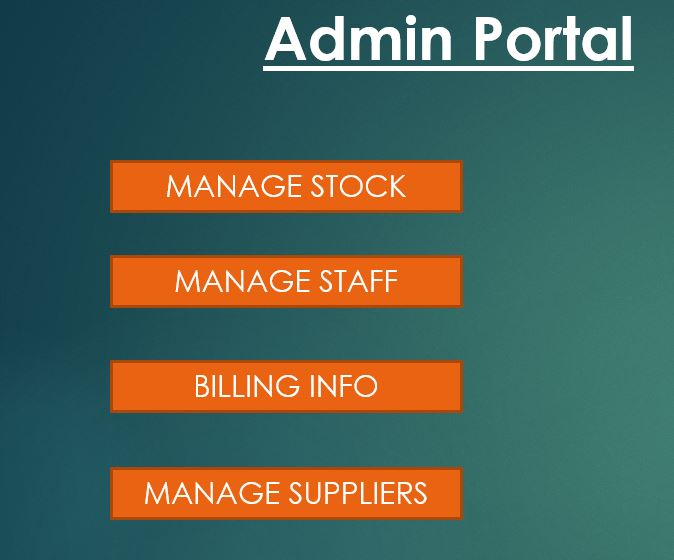 Admin Portal
MANAGE STOCK
MANAGE STAFF
BILLING INFO
MANAGE SUPPLIERS